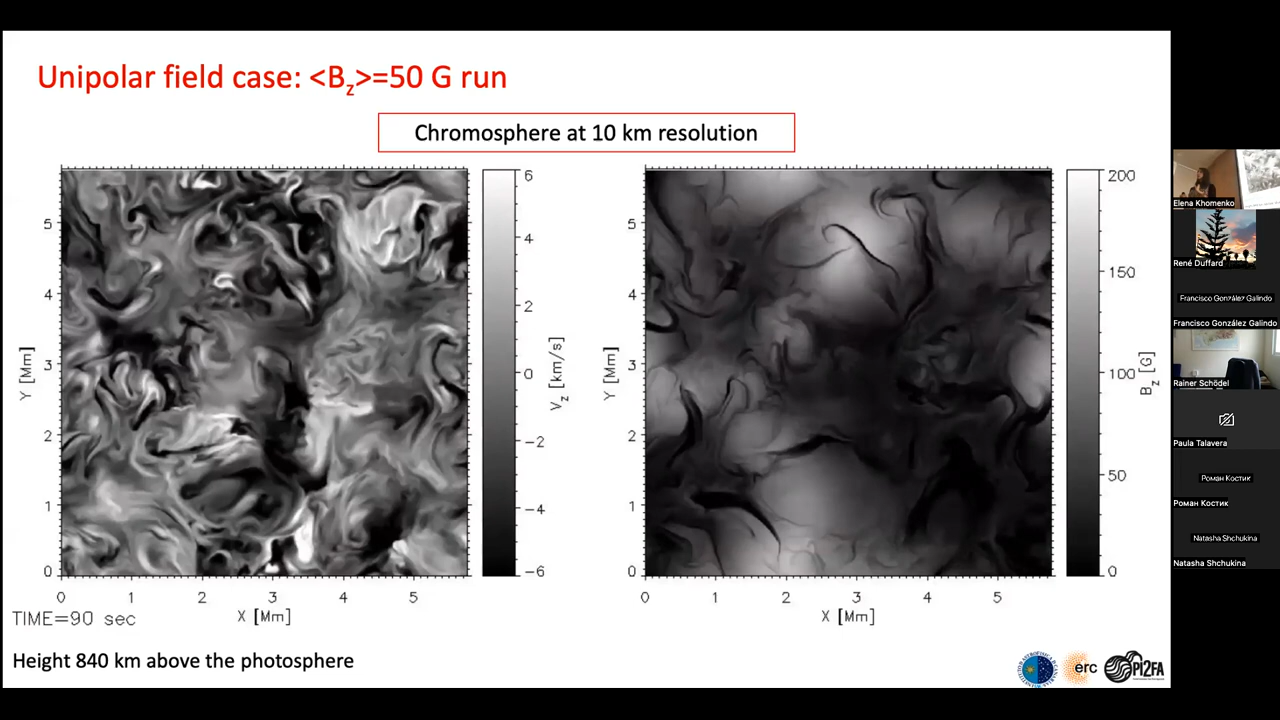 Unipolar field case: <Bz>=50 G run
Chromosphere at 10 km resolution
5
4
3
2
1
0
Y [Mm]
0
1
2
3
4
5
X [Mm]
6
4
2
0
−2
−4
−6
Vz [km/s]
5
4
3
2
1
0
Y [Mm]
0
1
2
3
4
5
X [Mm]
200
150
100
50
0
Bz [G]
TIME=90 sec
Height 840 km above the photosphere
erc
PI2FA
Elena Khomenko
René Duffard
Francisco González Galindo
Francisco González Galindo
Rainer Schödel
Paula Talavera
Роман Костик
Роман Костик
Natasha Shchukina
Natasha Shchukina